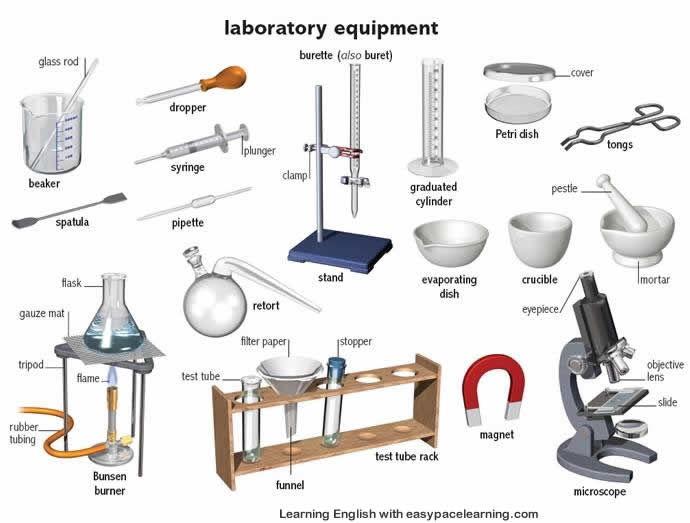 laboratory equipment
glass rod
beaker
dropper
syringe
plunger
spatula
pipette
burette (also buret)
clamp
stand
graduated
cylinder
cover
Petri dish
tongs
evaporating
dish
crucible
pestle
mortar
flask
gauze mat
tripod
flame
rubber
tubing
Bunsen
burner
retort
filter paper
stopper
test tube
funnel
test tube rack
magnet
eyepiece
objective
lens
slide
microscope
Learning English with easypacelearning.com